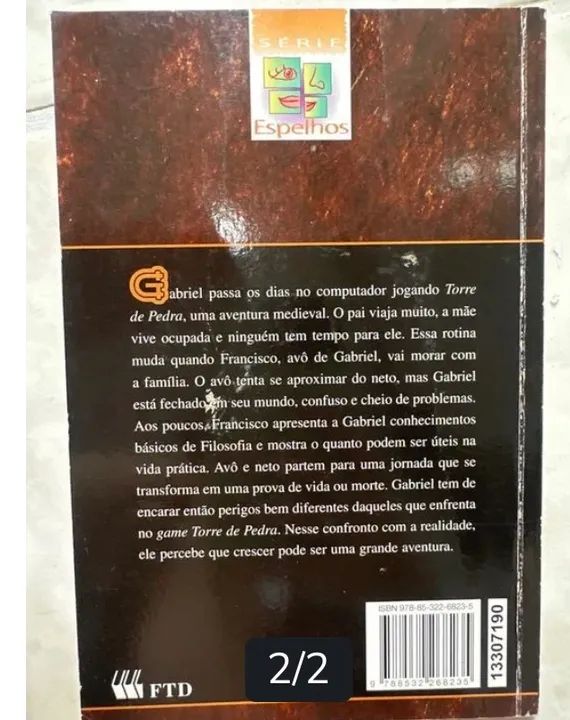 SÉRIE
Espelhos
Gabriel passa os dias no computador jogando Torre
de Pedra, uma aventura medieval. O pai viaja muito, a mãe
vive ocupada e ninguém tem tempo para ele. Essa rotina
muda quando Francisco, avô de Gabriel, vai morar com
a família. O avô tenta se aproximar do neto, mas Gabriel
está fechado em seu mundo, confuso e cheio de problemas.
Aos poucos, Francisco apresenta a Gabriel conhecimentos
básicos de Filosofia e mostra o quanto podem ser úteis na
vida prática. Avô e neto partem para uma jornada que se
transforma em uma prova de vida ou morte. Gabriel tem de
encarar então perigos bem diferentes daqueles que enfrenta
no game Torre de Pedra. Nesse confronto com a realidade,
ele percebe que crescer pode ser uma grande aventura.
ISBN 978-85-322-6823-5
9 788532 268235
13307190
FTD
2/2